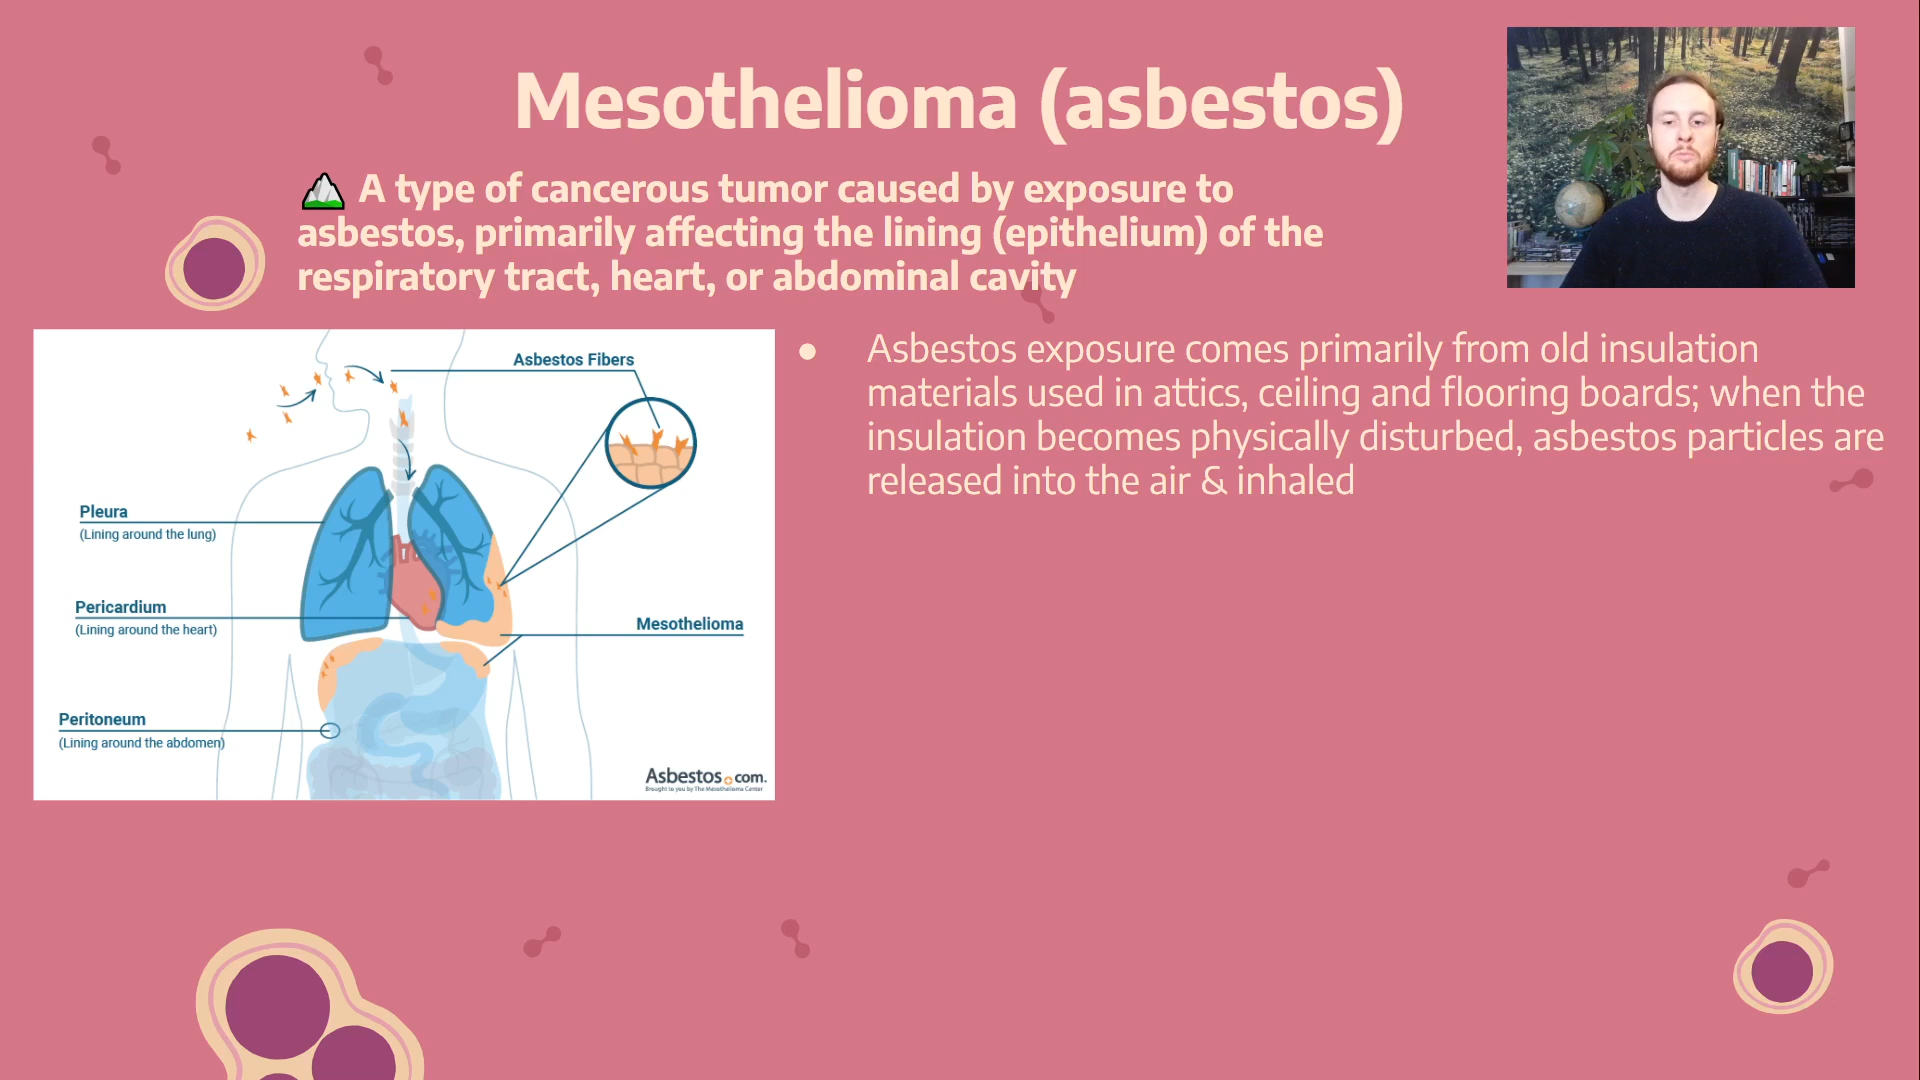 Mesothelioma (asbestos)
A type of cancerous tumor caused by exposure to
asbestos, primarily affecting the lining (epithelium) of the
respiratory tract, heart, or abdominal cavity
Asbestos Fibers
Pleura
(Lining around the lung)
Pericardium
(Lining around the heart)
Mesothelioma
Peritoneum
(Lining around the abdomen)
Asbestos.com.
Brought to you by The Mesothelioma Center
● Asbestos exposure comes primarily from old insulation
materials used in attics, ceiling and flooring boards; when the
insulation becomes physically disturbed, asbestos particles are
released into the air & inhaled